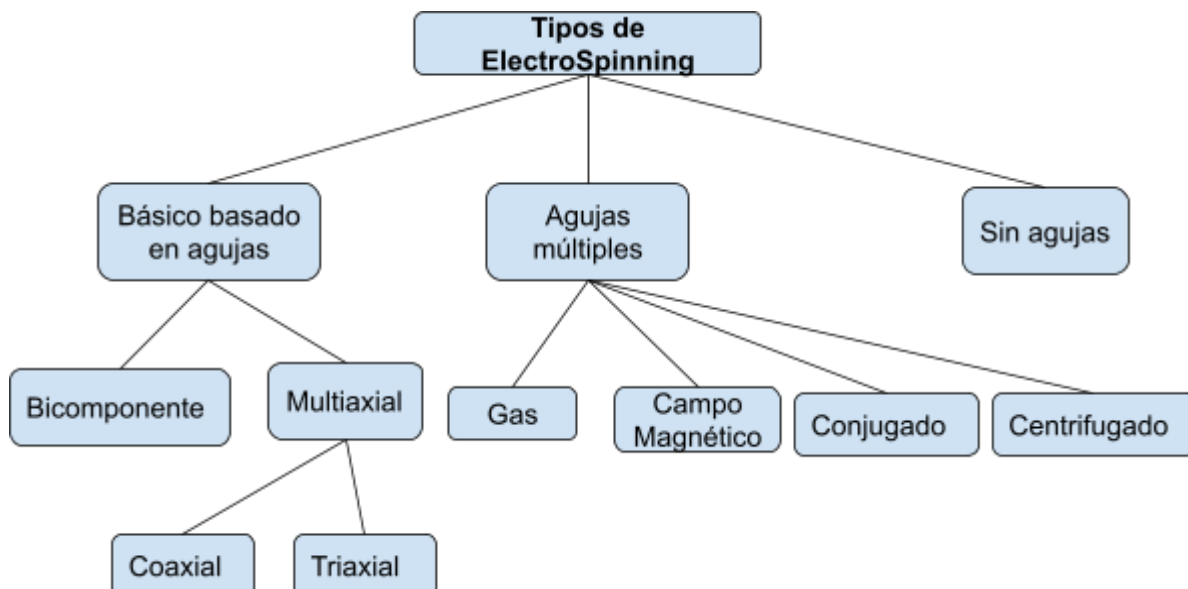 Tipos de
ElectroSpinning
Básico basado
en agujas
Agujas
múltiples
Sin agujas
Bicomponente
Multiaxial
Gas
Campo
Magnético
Conjugado
Centrifugado
Coaxial
Triaxial